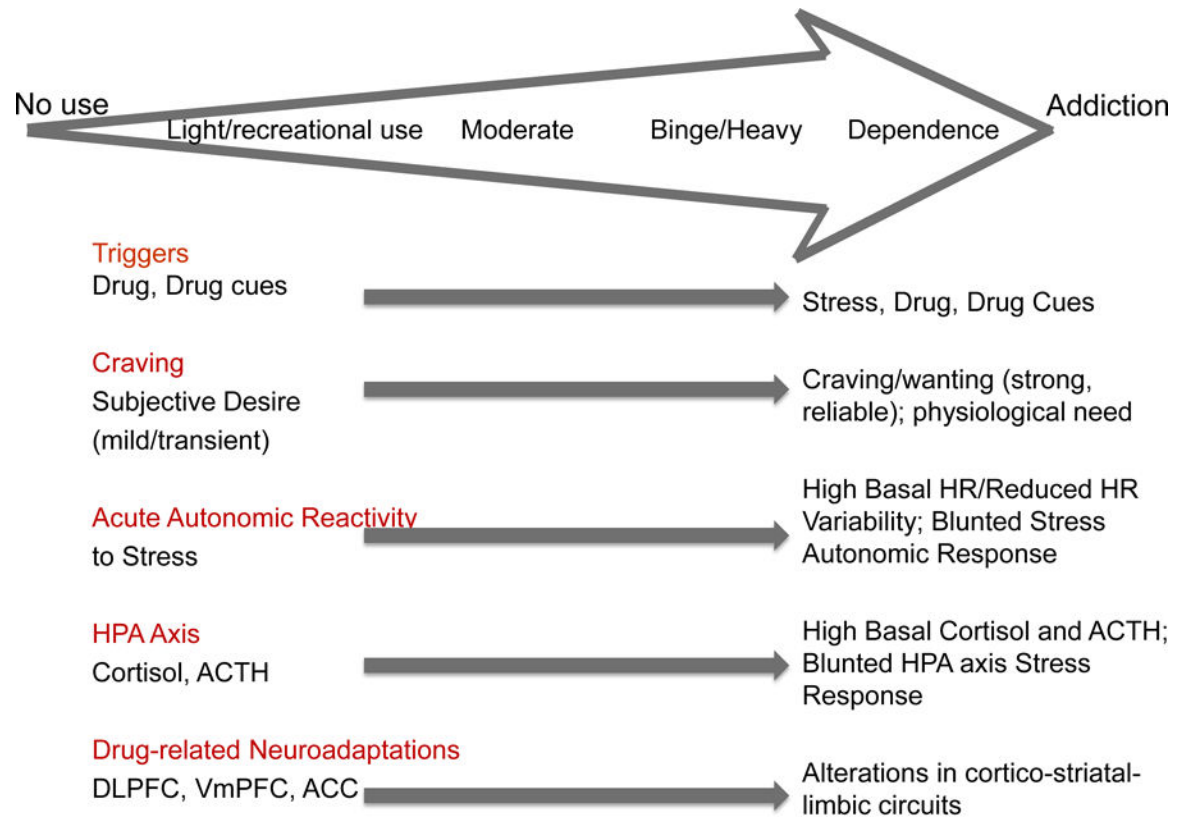 No use
Light/recreational use
Moderate
Binge/Heavy
Dependence
Addiction
Triggers
Drug, Drug cues
Stress, Drug, Drug Cues
Craving
Subjective Desire
(mild/transient)
Craving/wanting (strong,
reliable); physiological need
Acute Autonomic Reactivity
to Stress
High Basal HR/Reduced HR
Variability; Blunted Stress
Autonomic Response
HPA Axis
Cortisol, ACTH
High Basal Cortisol and ACTH;
Blunted HPA axis Stress
Response
Drug-related Neuroadaptations
DLPFC, VmPFC, ACC
Alterations in cortico-striatal-
limbic circuits